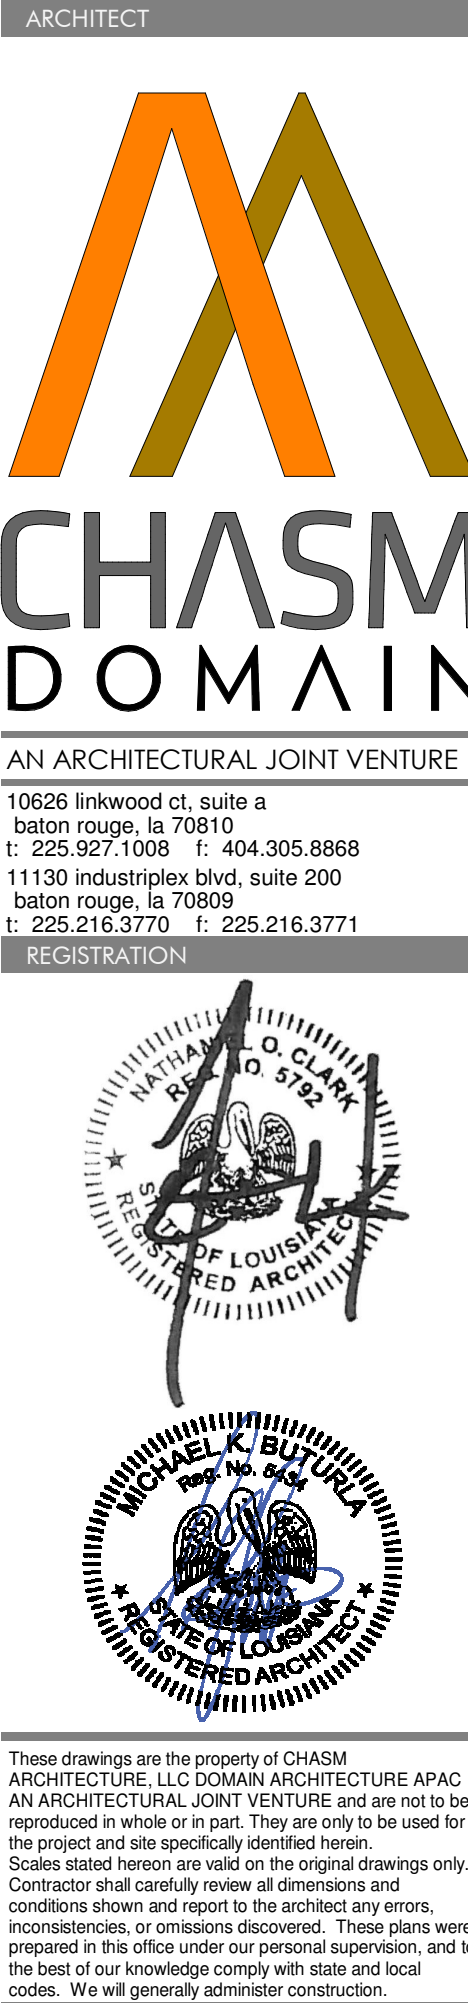 ARCHITECT
CHASM
DOMAIN
AN ARCHITECTURAL JOINT VENTURE
10626 linkwood ct, suite a
baton rouge, la 70810
t: 225.927.1008 f: 404.305.8868
11130 industriplex blvd, suite 200
baton rouge, la 70809
t: 225.216.3770 f: 225.216.3771
REGISTRATION
O. CLARK
REG. NO. 5792
STATE OF LOUISIANA
REGISTERED ARCHITECT
MICHAEL K. BUTURLA
Reg. No. 5434
STATE OF LOUISIANA
REGISTERED ARCHITECT
These drawings are the property of CHASM
ARCHITECTURE, LLC DOMAIN ARCHITECTURE APAC
AN ARCHITECTURAL JOINT VENTURE and are not to be
reproduced in whole or in part. They are only to be used for
the project and site specifically identified herein.
Scales stated hereon are valid on the original drawings only.
Contractor shall carefully review all dimensions and
conditions shown and report to the architect any errors,
inconsistencies, or omissions discovered. These plans were
prepared in this office under our personal supervision, and to
the best of our knowledge comply with state and local
codes. We will generally administer construction.